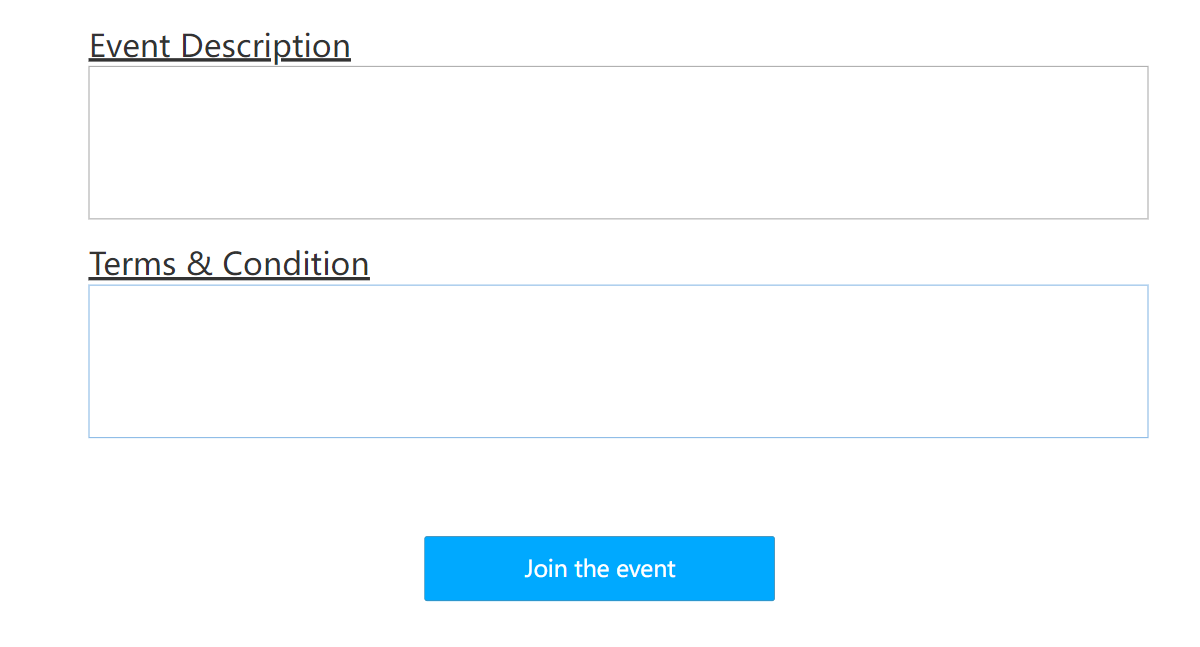 Event Description
Terms & Condition
Join the event